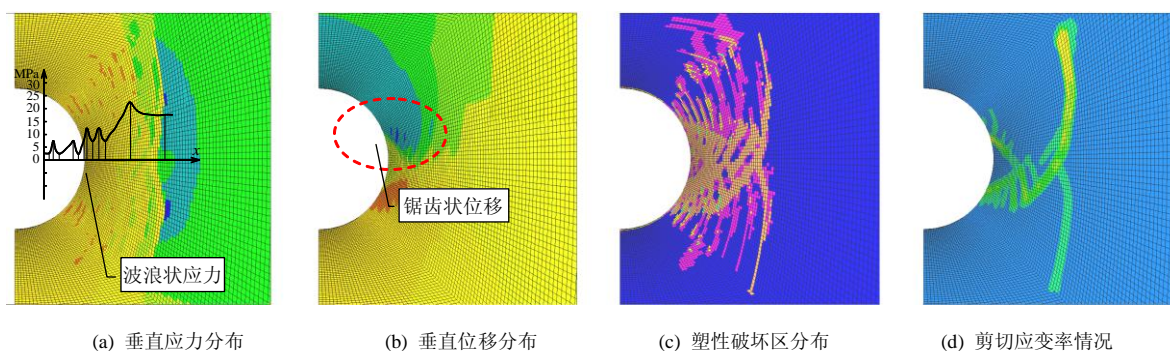 MPa
30
25
20
15
10
5
0
x
波浪状应力
锯齿状位移
(a) 垂直应力分布
(b) 垂直位移分布
(c) 塑性破坏区分布
(d) 剪切应变率情况